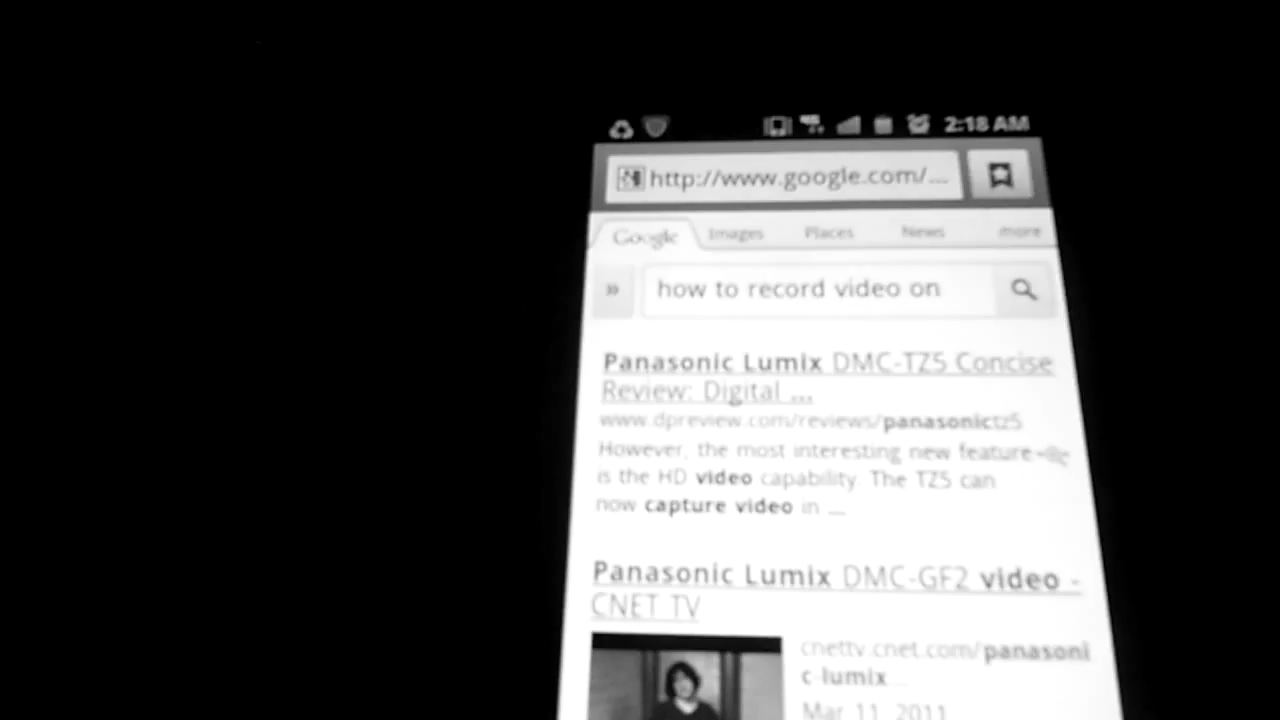 2:18 AM
http://www.google.com/...
Google Images Places News more
» how to record video on
Panasonic Lumix DMC-TZ5 Concise
Review: Digital ...
www.dpreview.com/reviews/panasonictz5
However, the most interesting new feature
is the HD video capability. The TZ5 can
now capture video in ...
Panasonic Lumix DMC-GF2 video -
CNET TV
cnettv.cnet.com/panasoni
c-lumix
Mar 11, 2011